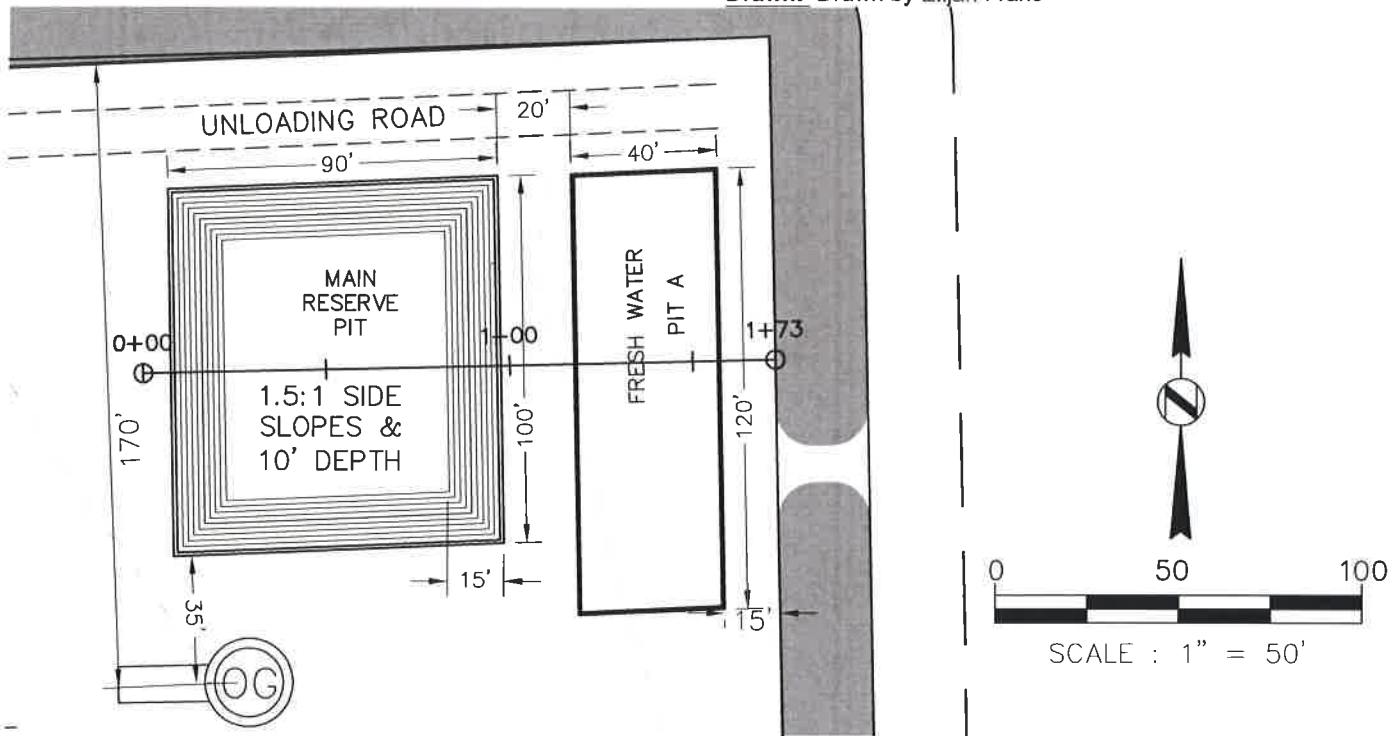 UNLOADING ROAD
20'
90'
40'
MAIN
RESERVE
PIT
0+00
1+00
1+73
1.5:1 SIDE
SLOPES &
10' DEPTH
170'
100'
FRESH WATER
PIT A
120'
15'
35'
15'
OG
N
0 50 100
SCALE : 1" = 50'